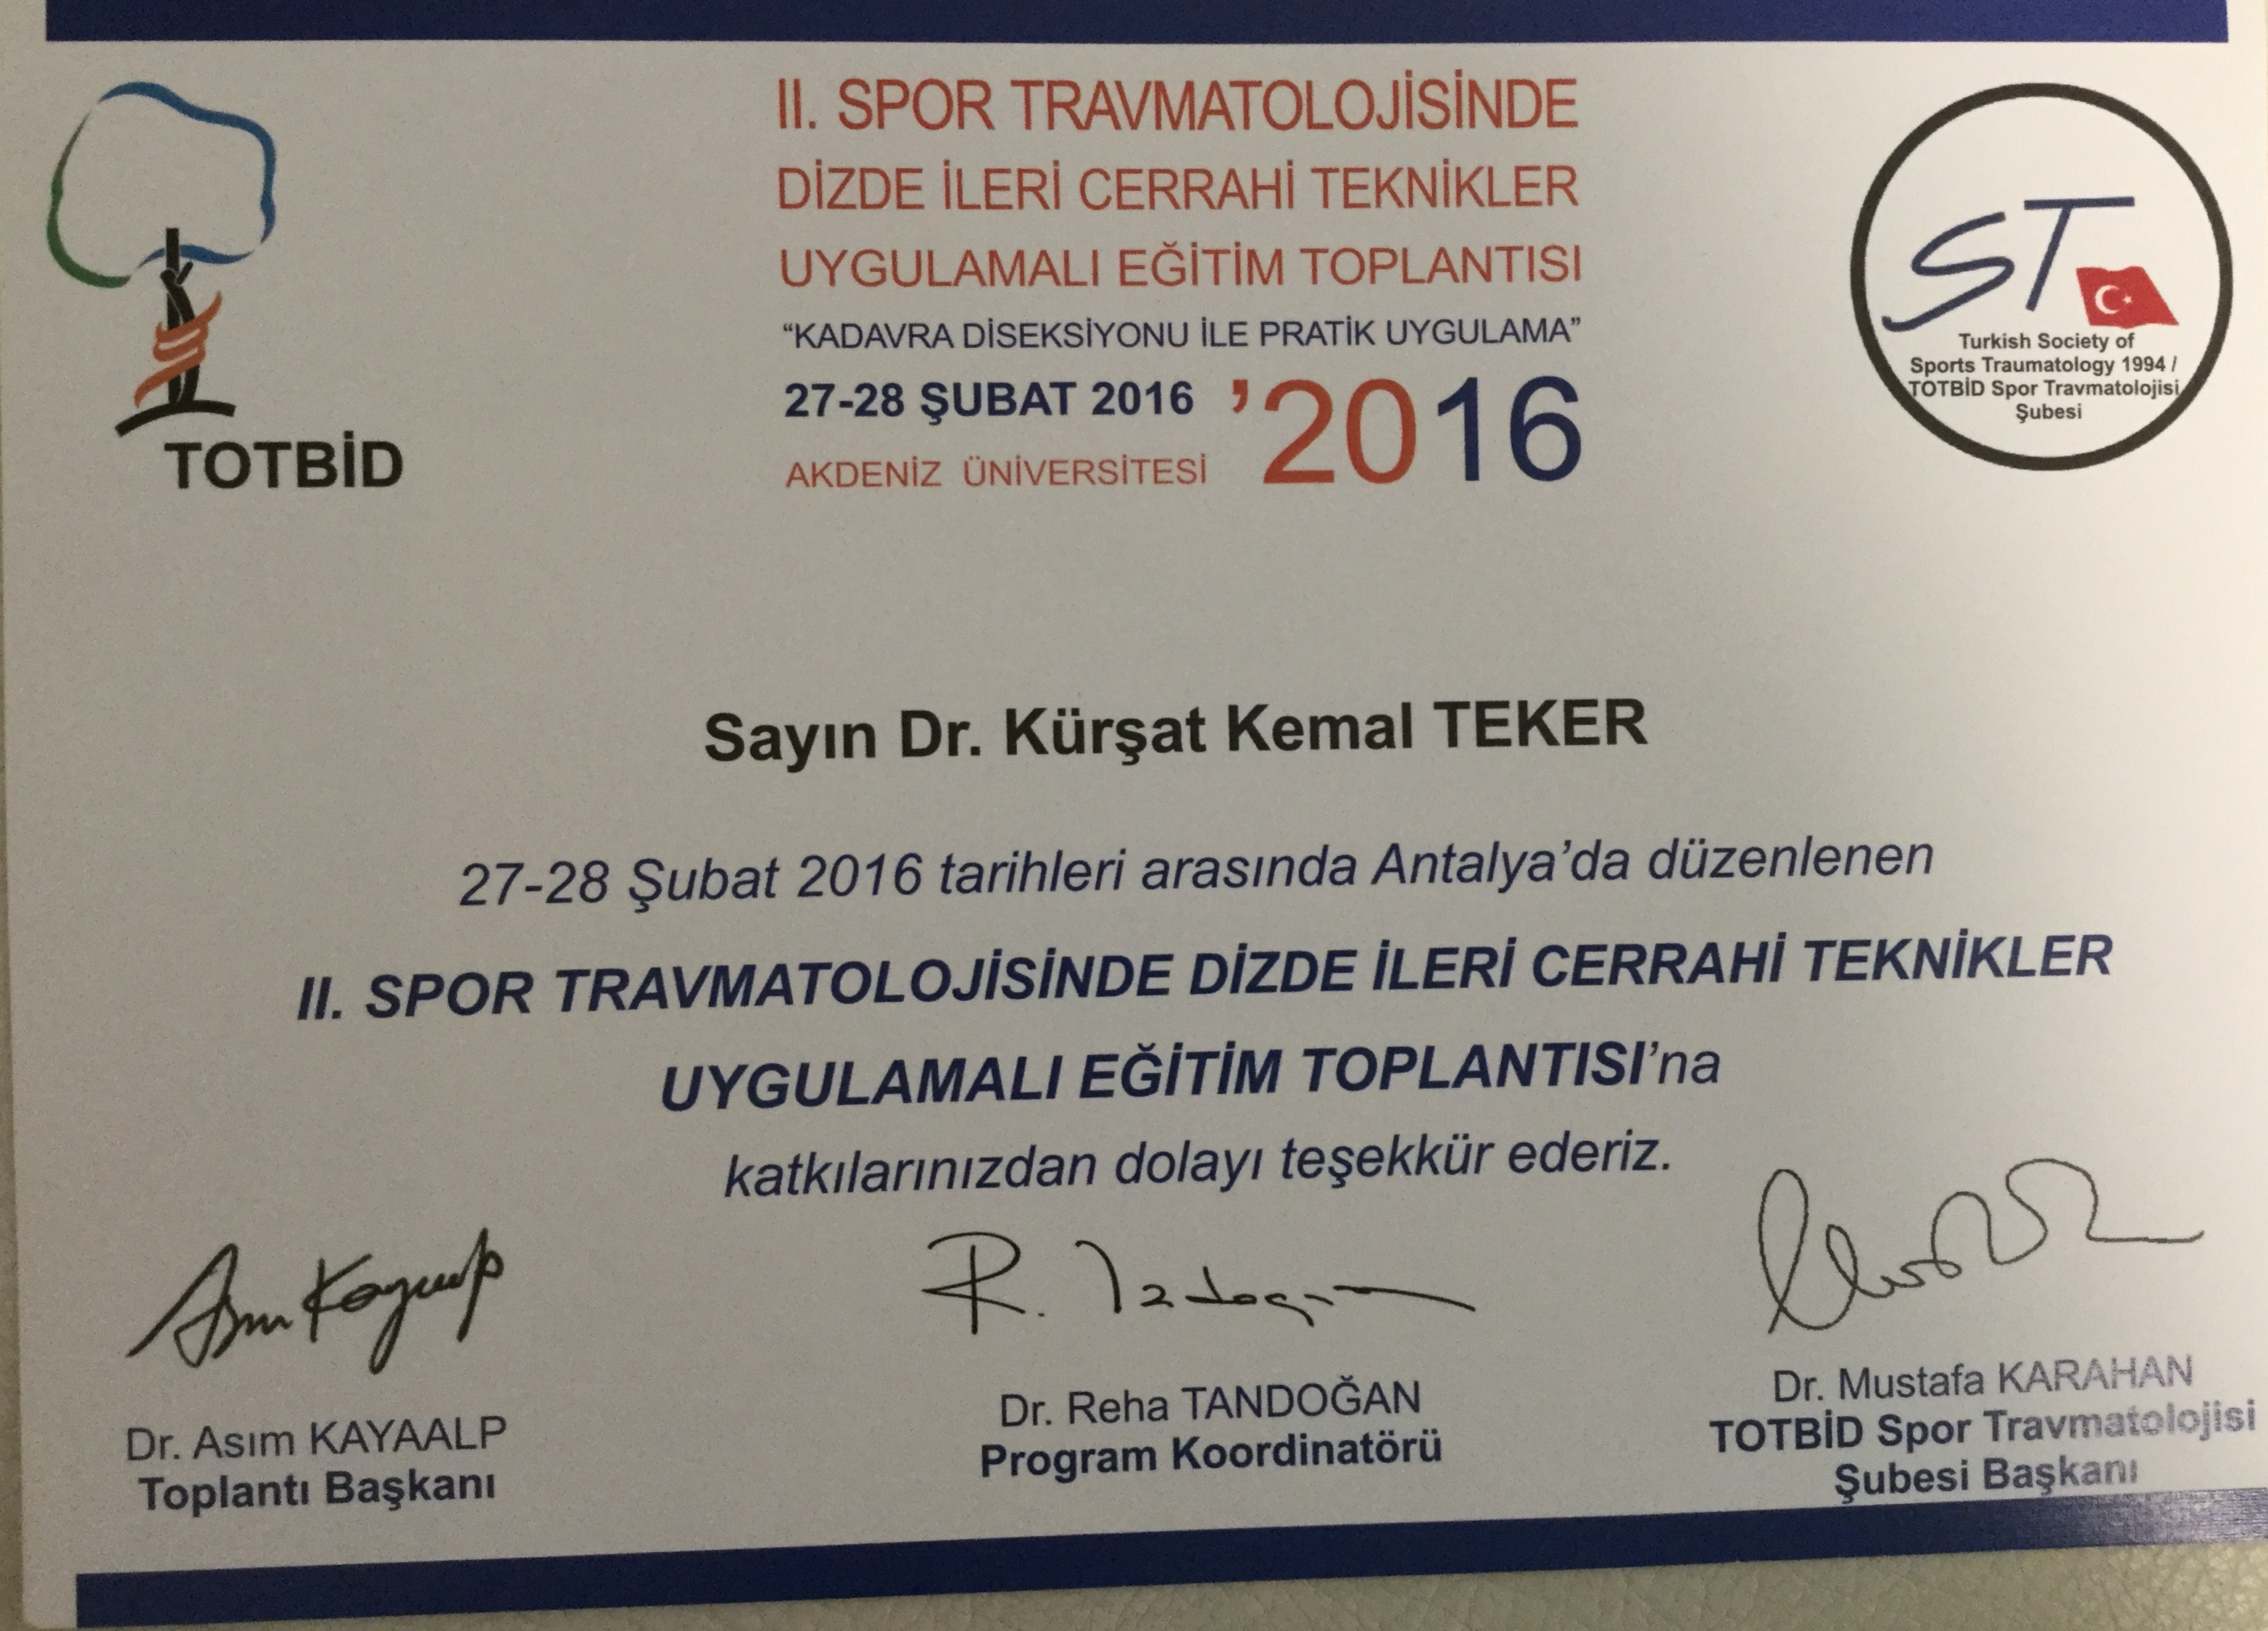 TOTBİD
II. SPOR TRAVMATOLOJİSİNDE
DİZDE İLERİ CERRAHİ TEKNİKLER
UYGULAMALI EĞİTİM TOPLANTISI
“KADAVRA DİSEKSİYONU İLE PRATİK UYGULAMA”
27-28 ŞUBAT 2016 ’2016
AKDENİZ ÜNİVERSİTESİ
ST
Turkish Society of
Sports Traumatology 1994 /
TOTBİD Spor Travmatolojisi
Şubesi
Sayın Dr. Kürşat Kemal TEKER
27-28 Şubat 2016 tarihleri arasında Antalya’da düzenlenen
II. SPOR TRAVMATOLOJİSİNDE DİZDE İLERİ CERRAHİ TEKNİKLER
UYGULAMALI EĞİTİM TOPLANTISI’na
katkılarınızdan dolayı teşekkür ederiz.
Asım Kayaalp
R. Tandoğan
Dr. Asım KAYAALP
Toplantı Başkanı
Dr. Reha TANDOĞAN
Program Koordinatörü
Dr. Mustafa KARAHAN
TOTBİD Spor Travmatolojisi
Şubesi Başkanı